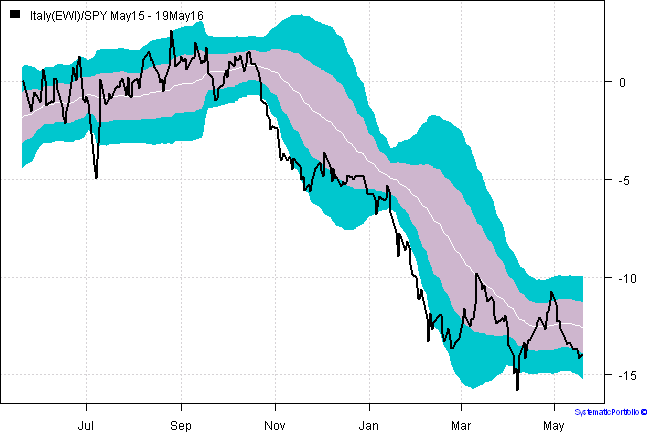 Italy(EWI)/SPY May15 - 19May16
0
-5
-10
-15
Jul Sep Nov Jan Mar May
SystematicPortfolio ©